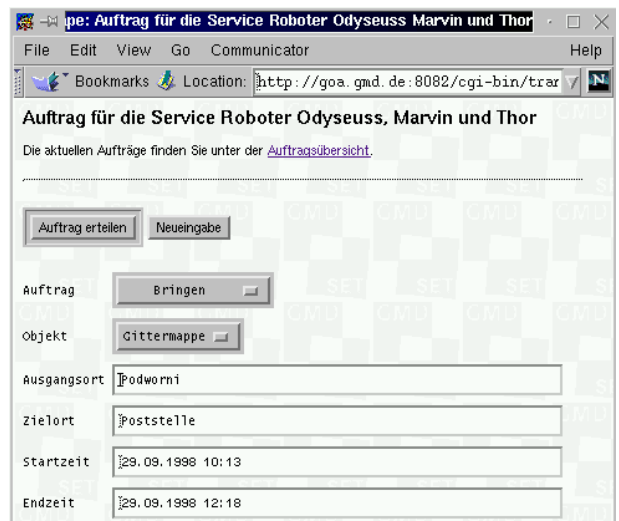 pe: Auftrag für die Service Roboter Odyseuss Marvin und Thor
File Edit View Go Communicator Help
Bookmarks Location: http://goa.gmd.de:8082/cgi-bin/trar N
Auftrag für die Service Roboter Odyseuss, Marvin und Thor
Die aktuellen Aufträge finden Sie unter der Auftragsübersicht.
Auftrag erteilen Neueingabe
Auftrag Bringen
Objekt Gittermappe
Ausgangsort Podworni
Zielort Poststelle
Startzeit 29.09.1998 10:13
Endzeit 29.09.1998 12:18